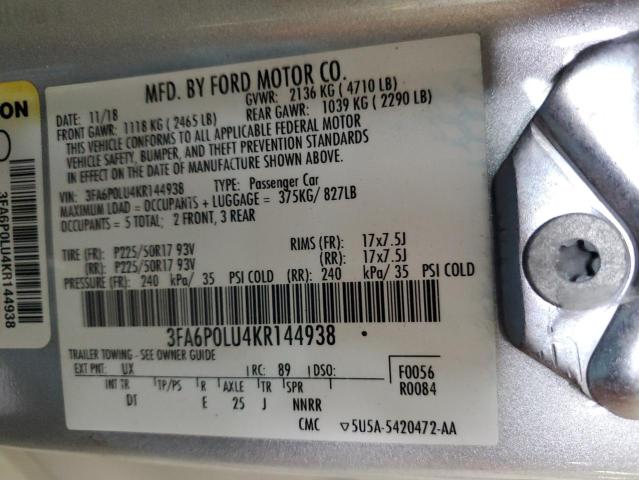 MFD. BY FORD MOTOR CO.
DATE: 11/18 GVWR: 2136 KG ( 4710 LB)
FRONT GAWR: 1118 KG ( 2465 LB) REAR GAWR: 1039 KG ( 2290 LB)
THIS VEHICLE CONFORMS TO ALL APPLICABLE FEDERAL MOTOR
VEHICLE SAFETY, BUMPER, AND THEFT PREVENTION STANDARDS
IN EFFECT ON THE DATE OF MANUFACTURE SHOWN ABOVE.
VIN: 3FA6P0LU4KR144938 TYPE: Passenger Car
MAXIMUM LOAD = OCCUPANTS + LUGGAGE = 375KG/ 827LB
OCCUPANTS = 5 TOTAL; 2 FRONT, 3 REAR
TIRE (FR): P225/50R17 93V RIMS (FR): 17x7.5J
(RR): P225/50R17 93V (RR): 17x7.5J
PRESSURE (FR): 240 kPa/ 35 PSI COLD (RR): 240 kPa/ 35 PSI COLD
3FA6P0LU4KR144938
TRAILER TOWING - SEE OWNER GUIDE
EXT PNT: UX RC: 89 DSO: F0056
INT TR TP/PS R AXLE TR SPR R0084
DT E 25 J NNRR
CMC ▽5U5A-5420472-AA
ION
3FA6P0LU4KR144938